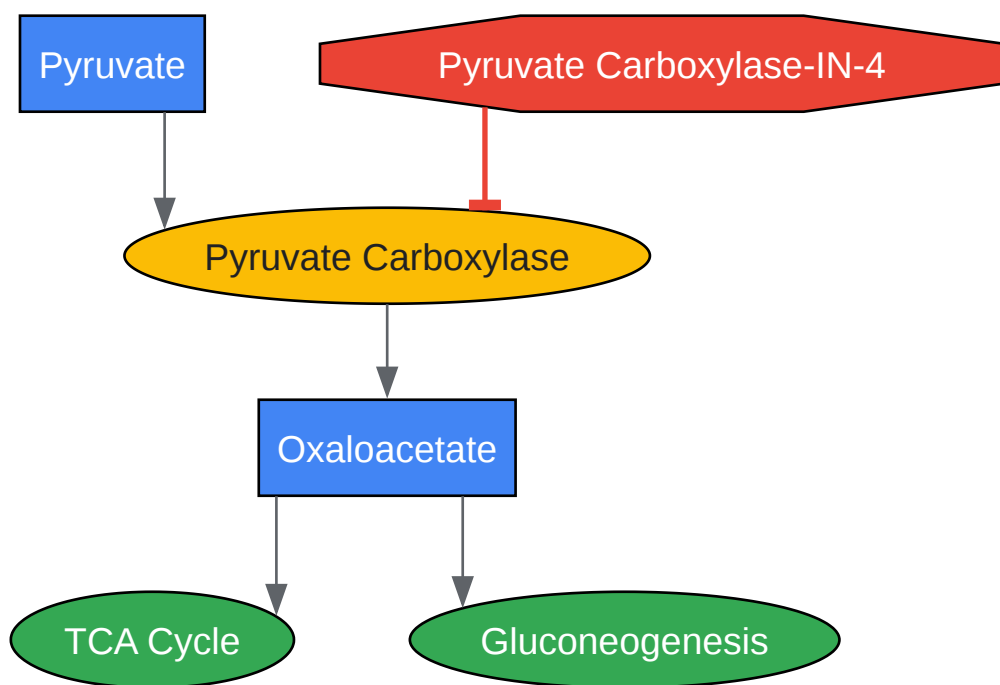 Pyruvate
Pyruvate Carboxylase-IN-4
Pyruvate Carboxylase
Oxaloacetate
TCA Cycle
Gluconeogenesis